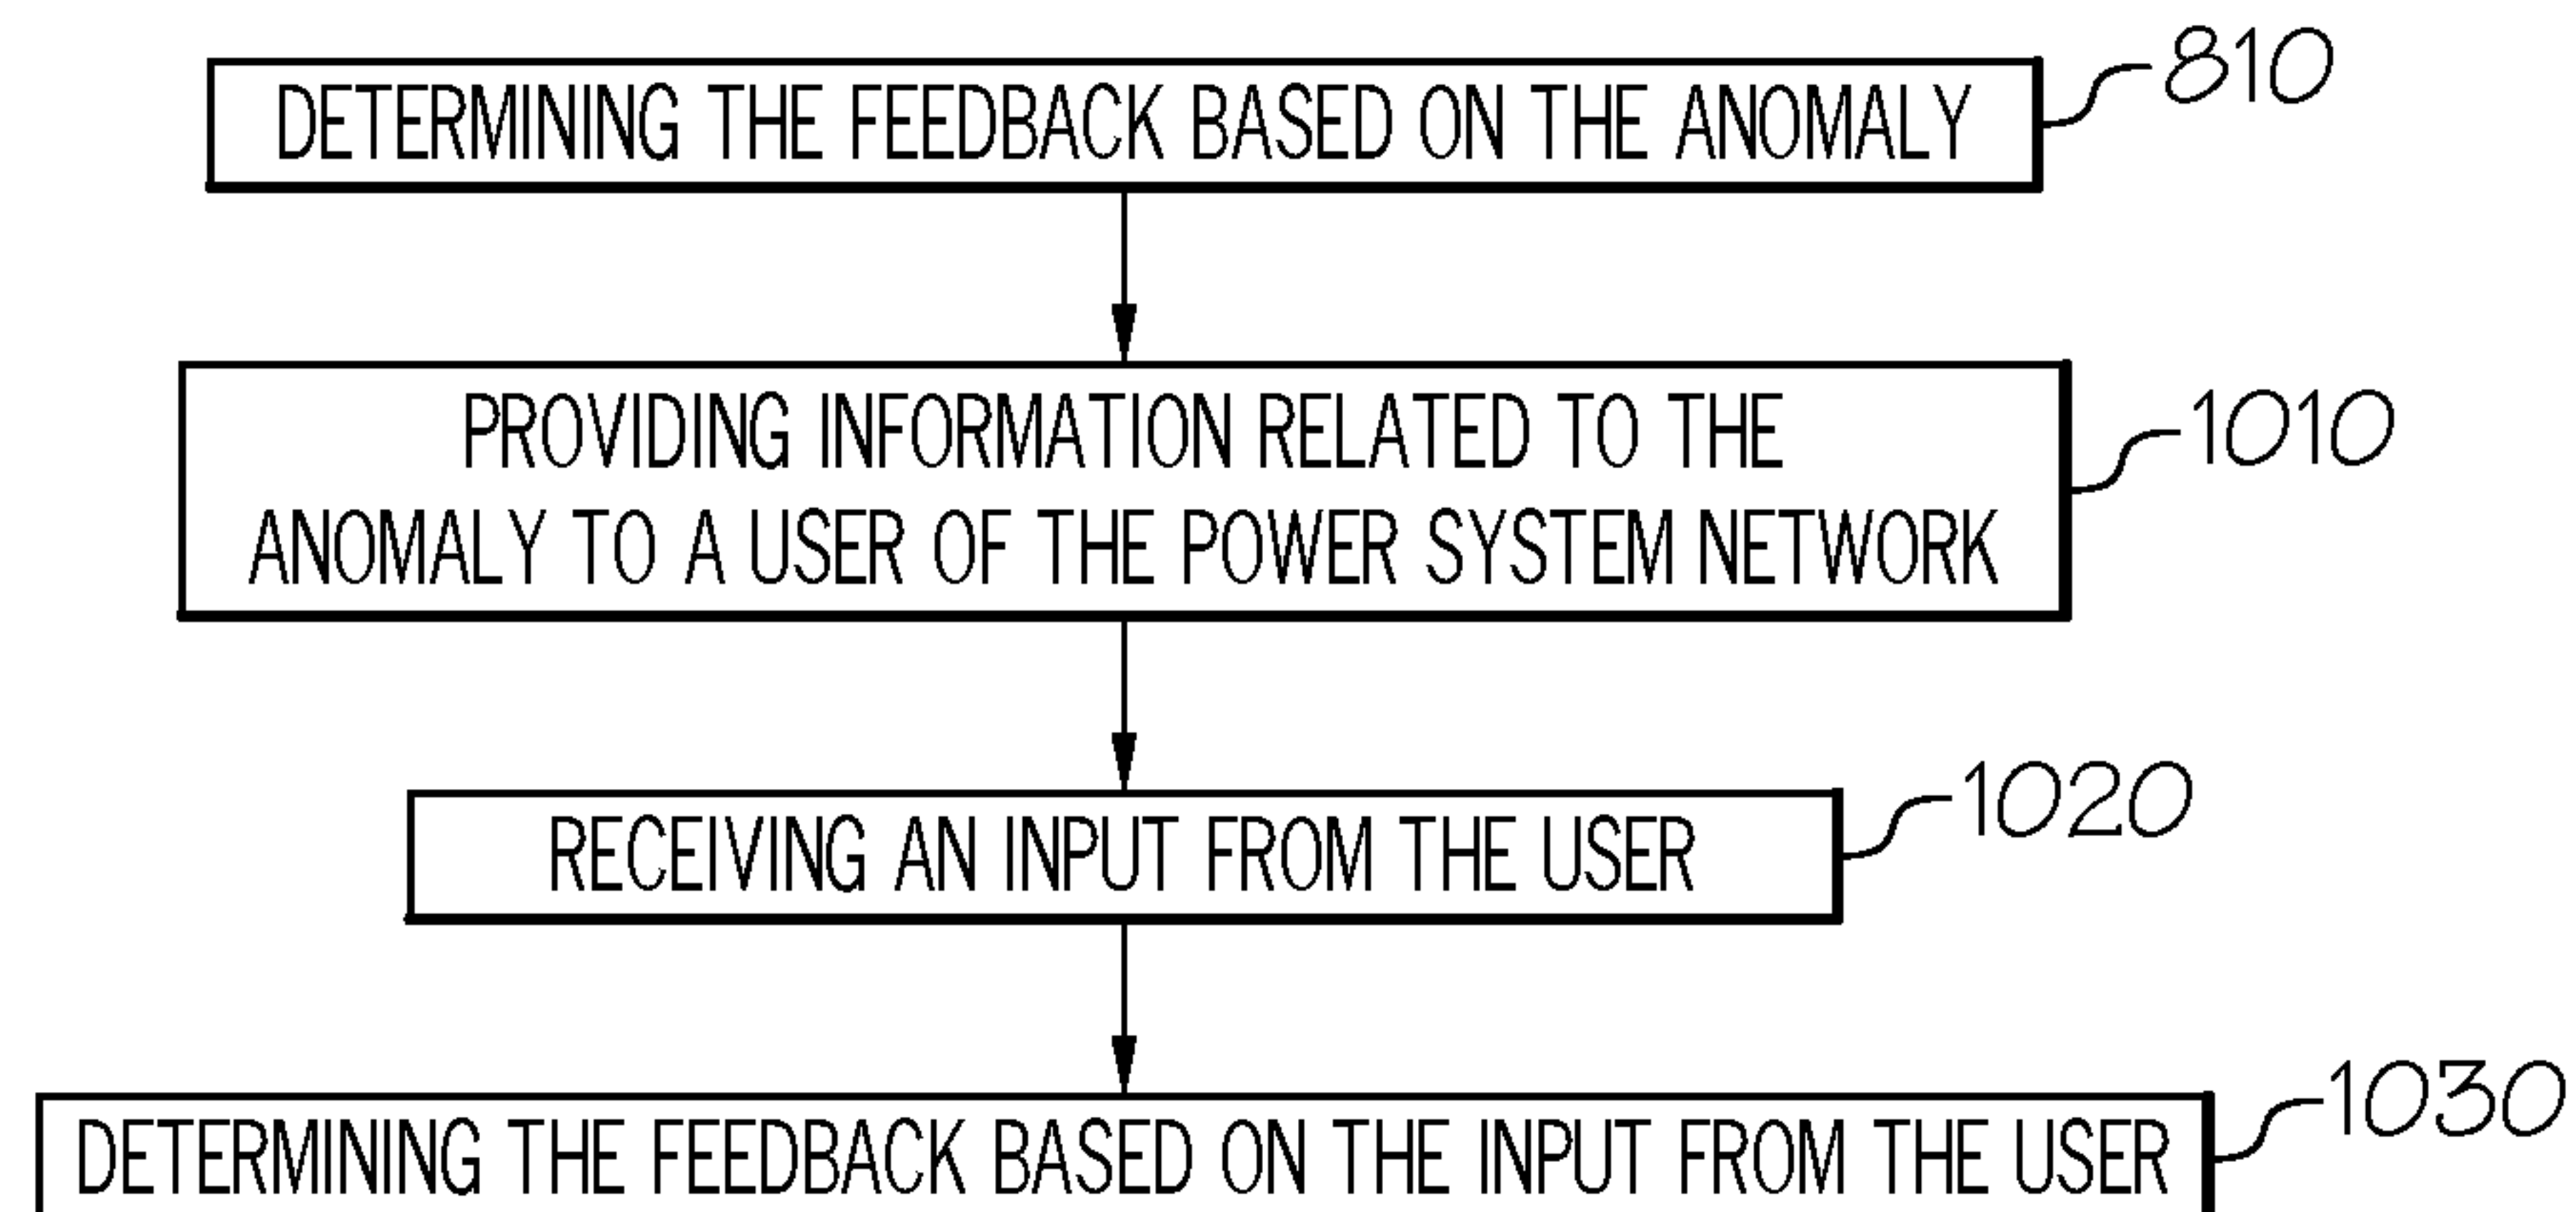 DETERMINING THE FEEDBACK BASED ON THE ANOMALY
810
PROVIDING INFORMATION RELATED TO THE
ANOMALY TO A USER OF THE POWER SYSTEM NETWORK
1010
RECEIVING AN INPUT FROM THE USER
1020
DETERMINING THE FEEDBACK BASED ON THE INPUT FROM THE USER
1030